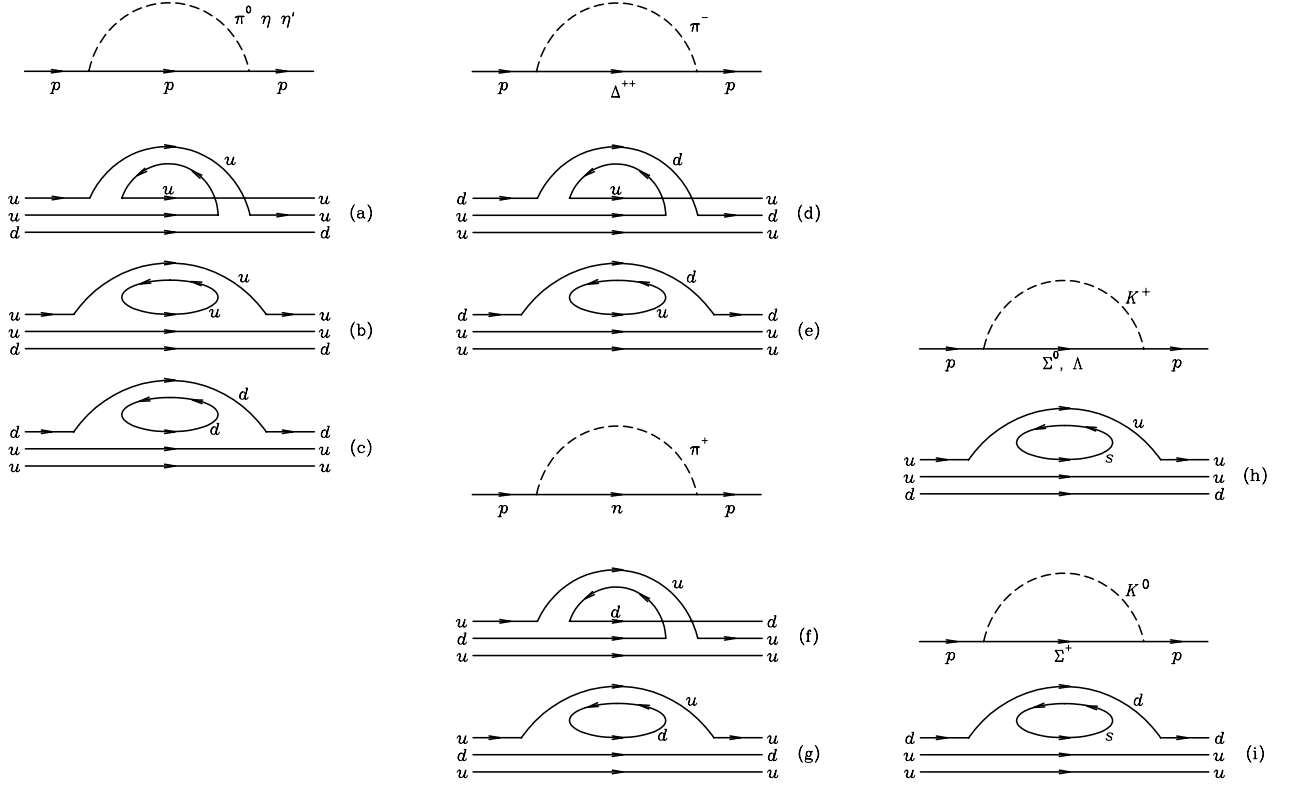 π⁰ η η′
p p p
u
u u
u u u (a)
d d
u
u u u
u u (b)
d d
d
d d d
u u (c)
u u
π⁻
p Δ⁺⁺ p
d
d u u
u d (d)
u u
d
d u d
u u (e)
u u
π⁺
p n p
u
u d d
d u (f)
u u
u
u d u
d d (g)
u u
K⁺
p Σ⁰, Λ p
u
u s u
u u (h)
d d
K⁰
p Σ⁺ p
d
d s d
u u (i)
u u